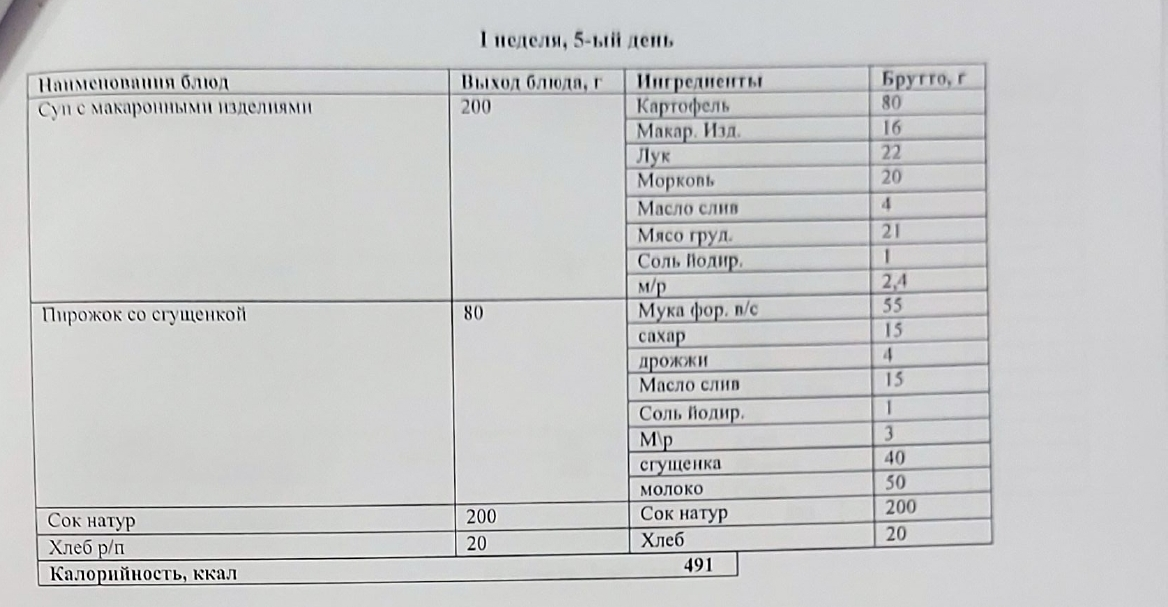 I неделя, 5-ый день
Наименования блюд Выход блюда, г Ингредиенты Брутто, г
Суп с макаронными изделиями 200 Картофель 80
Макар. Изд. 16
Лук 22
Морковь 20
Масло слив 4
Мясо груд. 21
Соль йодир. 1
м/р 2,4
Пирожок со сгущенкой 80 Мука фор. в/с 55
сахар 15
дрожжи 4
Масло слив 15
Соль йодир. 1
М\р 3
сгущенка 40
молоко 50
Сок натур 200 Сок натур 200
Хлеб р/п 20 Хлеб 20
Калорийность, ккал 491